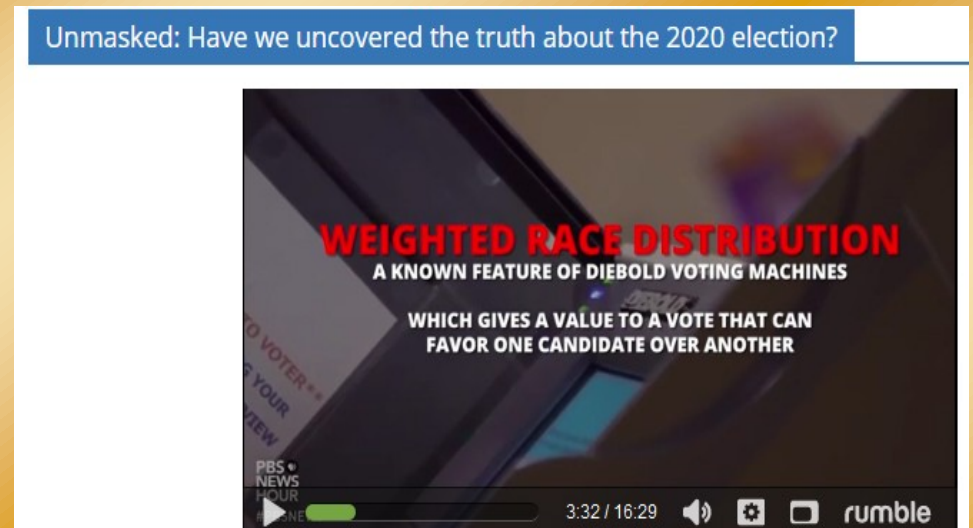 Unmasked: Have we uncovered the truth about the 2020 election?
WEIGHTED RACE DISTRIBUTION
A KNOWN FEATURE OF DIEBOLD VOTING MACHINES
WHICH GIVES A VALUE TO A VOTE THAT CAN
FAVOR ONE CANDIDATE OVER ANOTHER
DIEBOLD
TO VOTER**
YOUR
VIEW
PBS
NEWS
HOUR
3:32 / 16:29
rumble